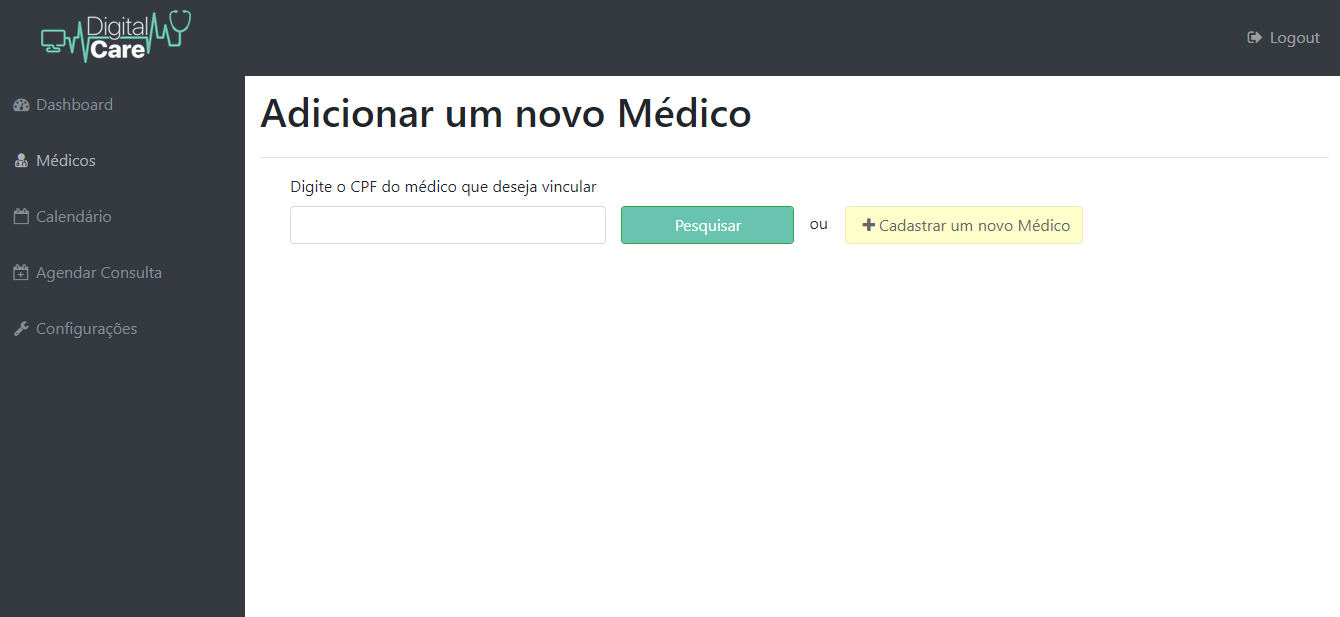 Digital
Care
Logout
Dashboard
Médicos
Calendário
Agendar Consulta
Configurações
Adicionar um novo Médico
Digite o CPF do médico que deseja vincular
Pesquisar ou Cadastrar um novo Médico